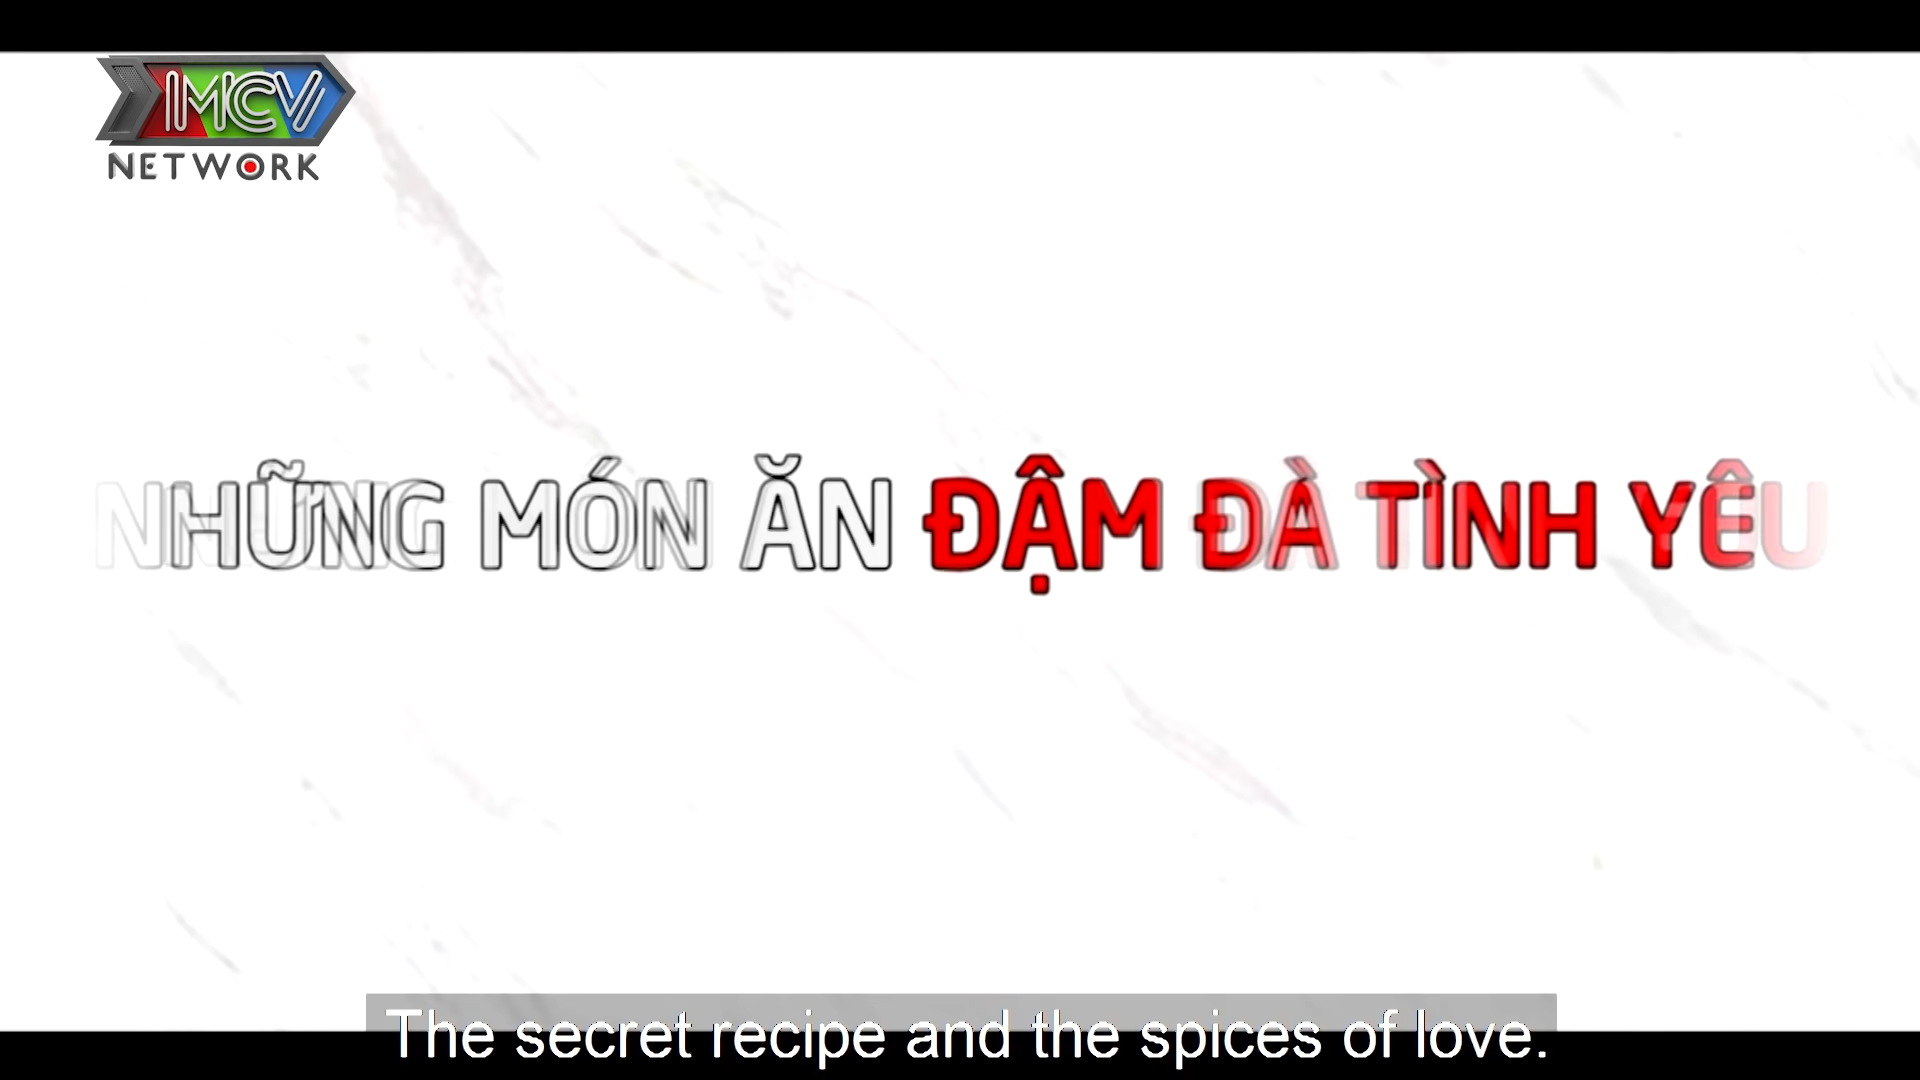 MCV
NETWORK
NHỮNG MÓN ĂN ĐẬM ĐÀ TÌNH YÊU
The secret recipe and the spices of love.